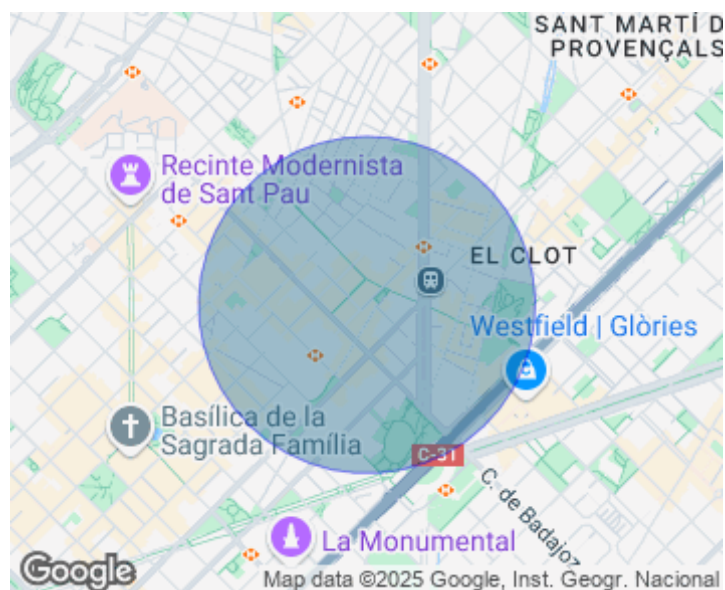 SANT MARTÍ D
PROVENÇALS
Recinte Modernista
de Sant Pau
EL CLOT
Westfield | Glòries
Basílica de la
Sagrada Família
C-31
C. de Badajoz
La Monumental
Google
Map data ©2025 Google, Inst. Geogr. Nacional